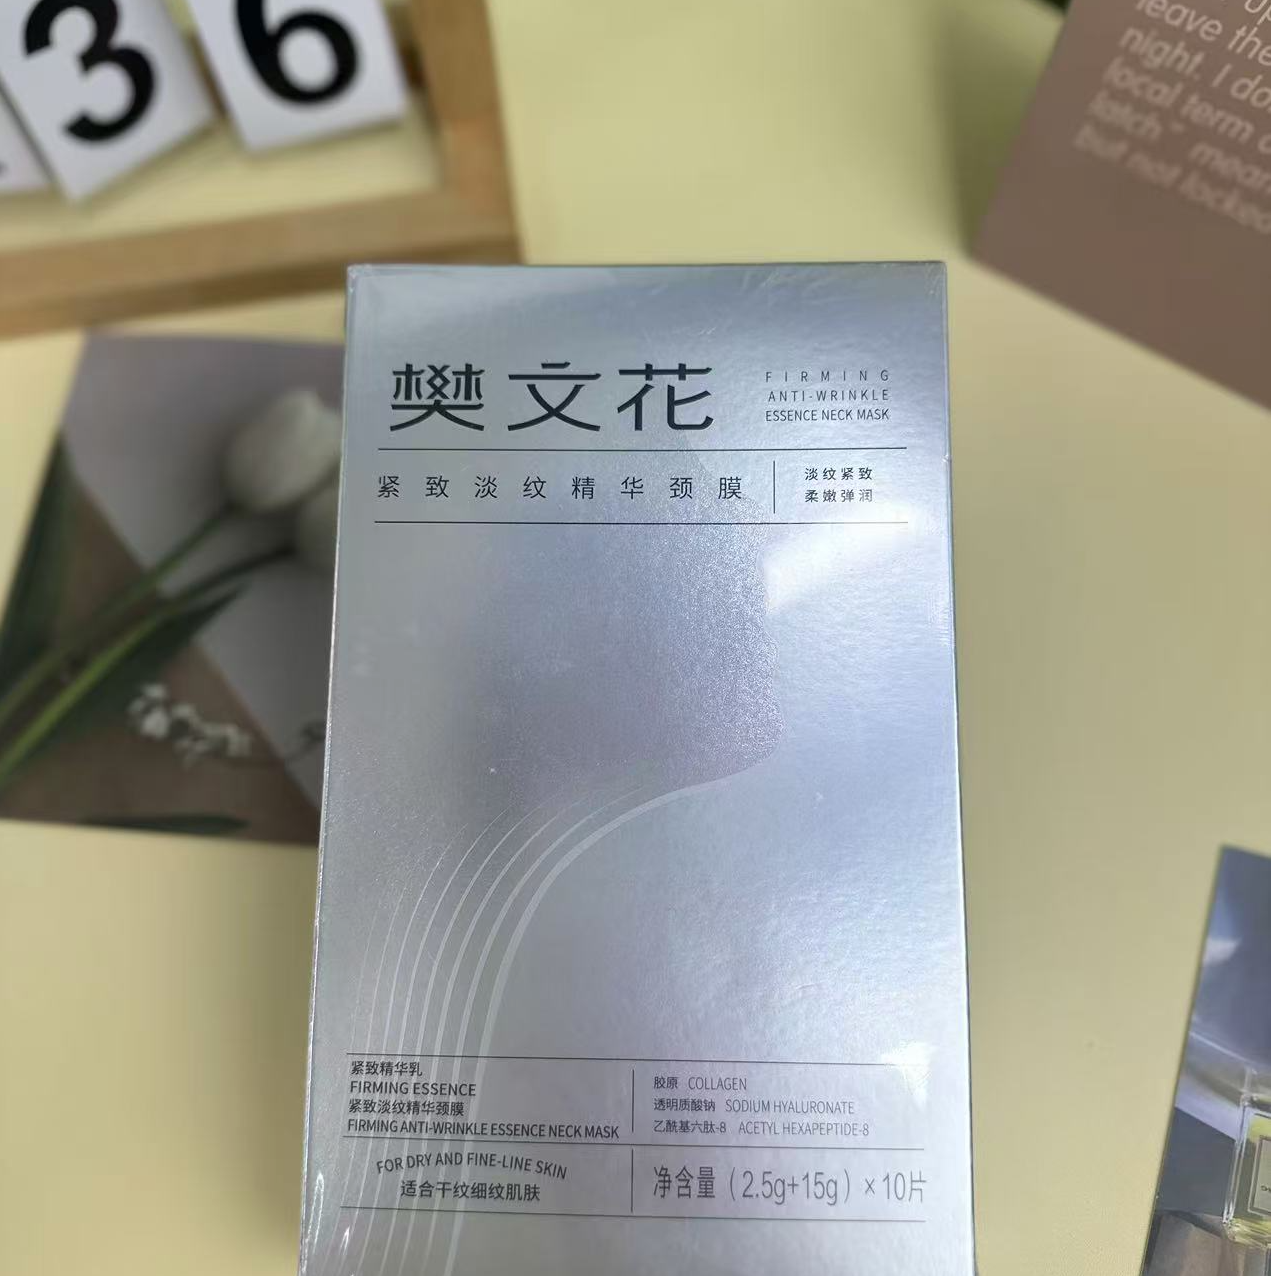 36
leave the
night. I do
local term
latch" mean
but not locked
樊文花
FIRMING
ANTI-WRINKLE
ESSENCE NECK MASK
紧致淡纹精华颈膜
淡纹紧致
柔嫩弹润
紧致精华乳
FIRMING ESSENCE
紧致淡纹精华颈膜
FIRMING ANTI-WRINKLE ESSENCE NECK MASK
胶原 COLLAGEN
透明质酸钠 SODIUM HYALURONATE
乙酰基六肽-8 ACETYL HEXAPEPTIDE-8
FOR DRY AND FINE-LINE SKIN
适合干纹细纹肌肤
净含量（2.5g+15g）×10片